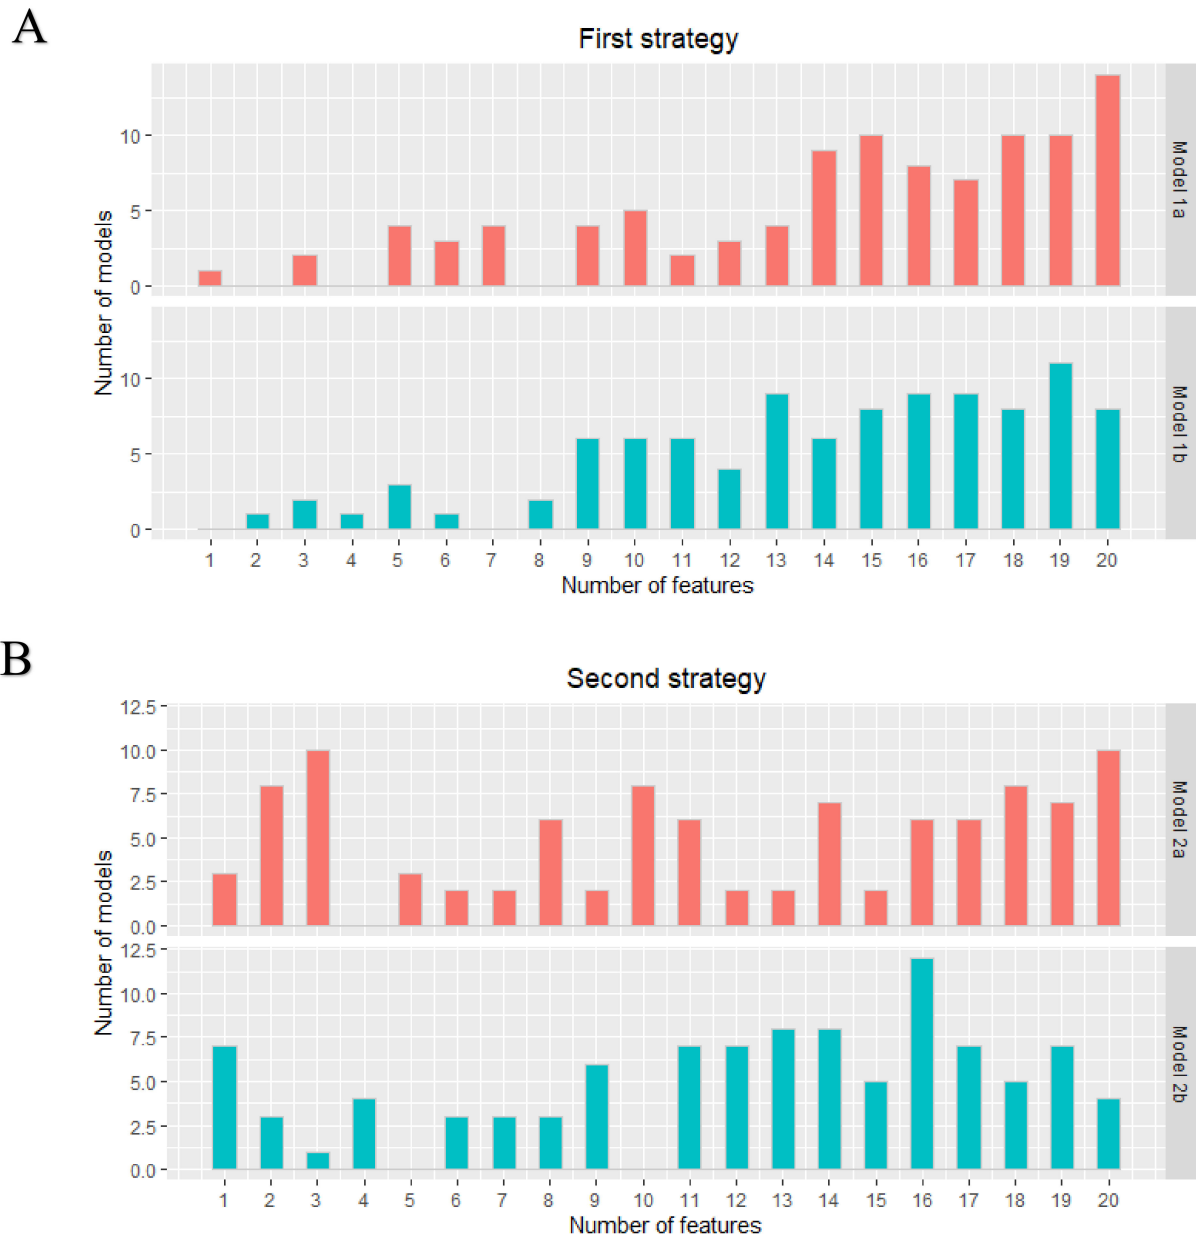 A
First strategy
Number of models
10
5
0
Model 1a
10
5
0
Model 1b
1 2 3 4 5 6 7 8 9 10 11 12 13 14 15 16 17 18 19 20
Number of features
B
Second strategy
Number of models
12.5
10.0
7.5
5.0
2.5
0.0
Model 2a
12.5
10.0
7.5
5.0
2.5
0.0
Model 2b
1 2 3 4 5 6 7 8 9 10 11 12 13 14 15 16 17 18 19 20
Number of features